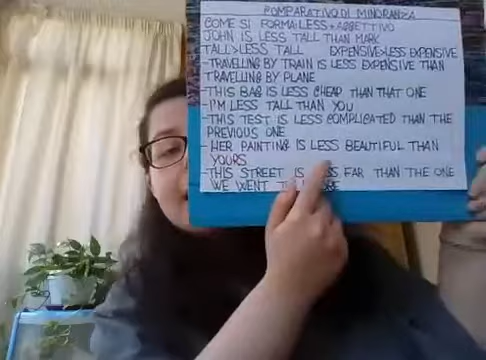 COMPARATIVO DI MINORANZA
COME SI FORMA: LESS + AGGETTIVO
JOHN IS LESS TALL THAN MARK
TALL > LESS TALL EXPENSIVE > LESS EXPENSIVE
- TRAVELLING BY TRAIN IS LESS EXPENSIVE THAN
TRAVELLING BY PLANE
- THIS BAG IS LESS CHEAP THAN THAT ONE
- I'M LESS TALL THAN YOU
- THIS TEST IS LESS COMPLICATED THAN THE
PREVIOUS ONE
- HER PAINTING IS LESS BEAUTIFUL THAN
YOURS
- THIS STREET IS LESS FAR THAN THE ONE
WE WENT